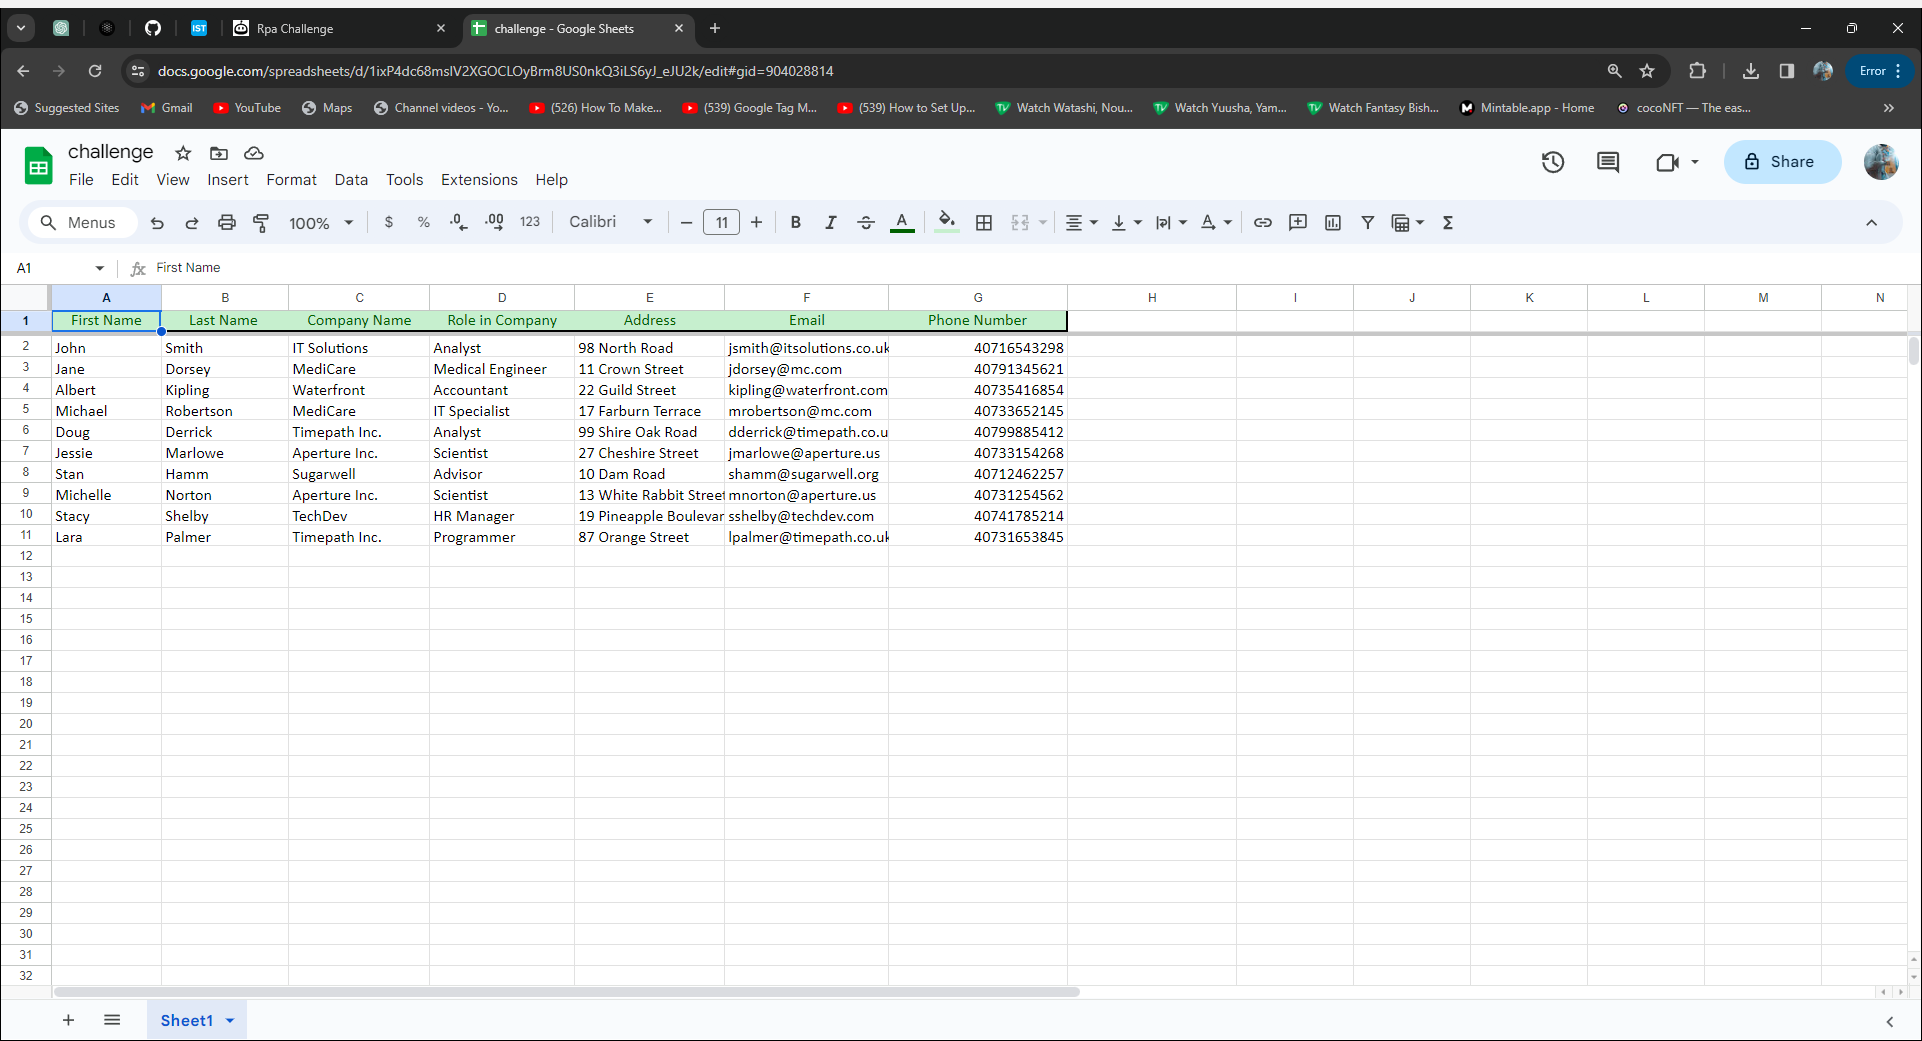 IST Rpa Challenge challenge - Google Sheets
docs.google.com/spreadsheets/d/1ixP4dc68mslV2XGOCLOyBrm8US0nkQ3iLS6yJ_eJU2k/edit#gid=904028814 Error
Suggested Sites Gmail YouTube Maps Channel videos - Yo... (526) How To Make... (539) Google Tag M... (539) How to Set Up... Watch Watashi, Nou... Watch Yuusha, Yam... Watch Fantasy Bish... Mintable.app - Home cocoNFT — The eas...
challenge
File Edit View Insert Format Data Tools Extensions Help
Share
Menus 100% $ % .0 .00 123 Calibri 11 B I A
A1 fx First Name
A B C D E F G H I J K L M N
1 First Name Last Name Company Name Role in Company Address Email Phone Number
2 John Smith IT Solutions Analyst 98 North Road jsmith@itsolutions.co.uk 40716543298
3 Jane Dorsey MediCare Medical Engineer 11 Crown Street jdorsey@mc.com 40791345621
4 Albert Kipling Waterfront Accountant 22 Guild Street kipling@waterfront.com 40735416854
5 Michael Robertson MediCare IT Specialist 17 Farburn Terrace mrobertson@mc.com 40733652145
6 Doug Derrick Timepath Inc. Analyst 99 Shire Oak Road dderrick@timepath.co.u 40799885412
7 Jessie Marlowe Aperture Inc. Scientist 27 Cheshire Street jmarlowe@aperture.us 40733154268
8 Stan Hamm Sugarwell Advisor 10 Dam Road shamm@sugarwell.org 40712462257
9 Michelle Norton Aperture Inc. Scientist 13 White Rabbit Street mnorton@aperture.us 40731254562
10 Stacy Shelby TechDev HR Manager 19 Pineapple Boulevar sshelby@techdev.com 40741785214
11 Lara Palmer Timepath Inc. Programmer 87 Orange Street lpalmer@timepath.co.uk 40731653845
12
13
14
15
16
17
18
19
20
21
22
23
24
25
26
27
28
29
30
31
32
Sheet1